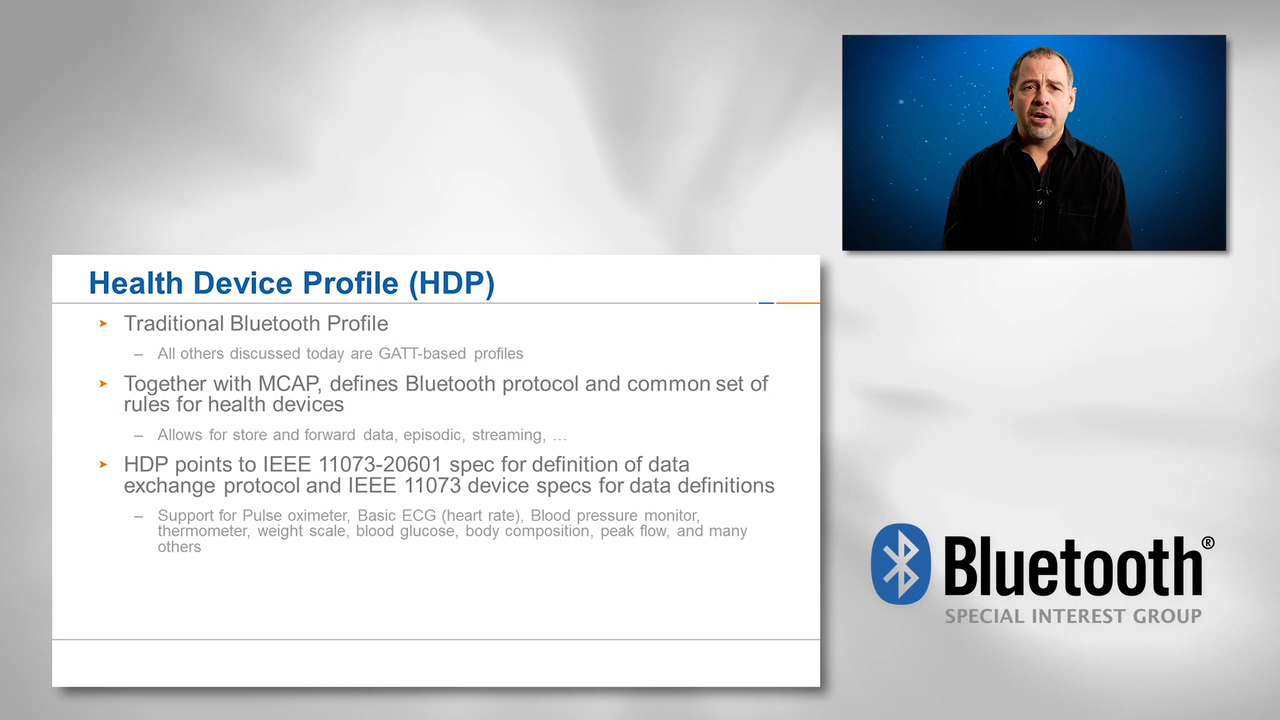 Health Device Profile (HDP)
➤ Traditional Bluetooth Profile
– All others discussed today are GATT-based profiles
➤ Together with MCAP, defines Bluetooth protocol and common set of
rules for health devices
– Allows for store and forward data, episodic, streaming, …
➤ HDP points to IEEE 11073-20601 spec for definition of data
exchange protocol and IEEE 11073 device specs for data definitions
– Support for Pulse oximeter, Basic ECG (heart rate), Blood pressure monitor,
thermometer, weight scale, blood glucose, body composition, peak flow, and many
others
Bluetooth®
SPECIAL INTEREST GROUP